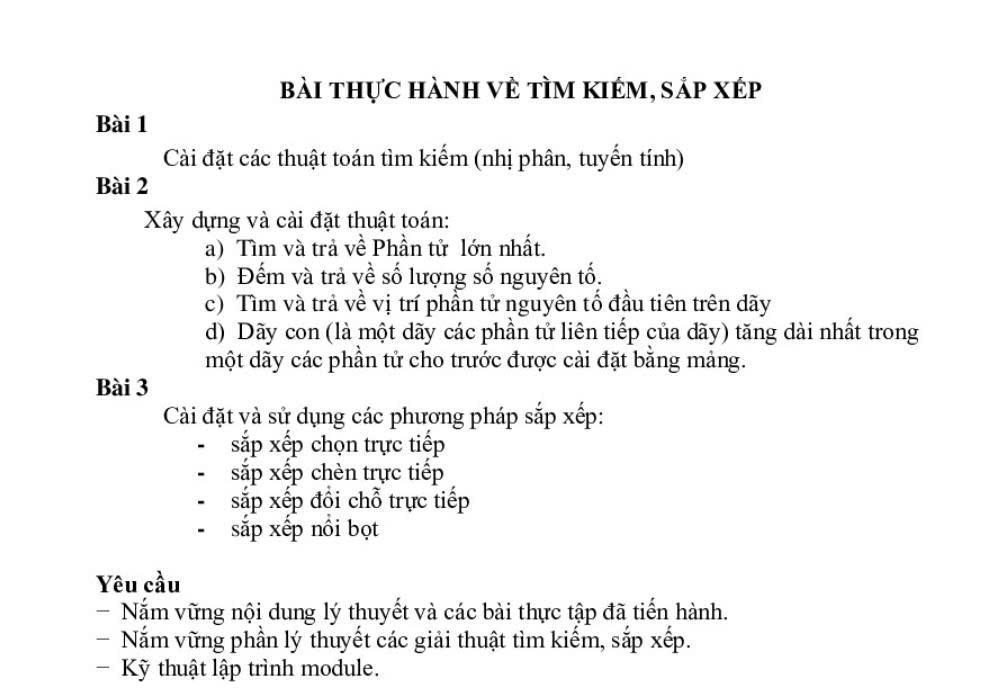 BÀI THỰC HÀNH VỀ TÌM KIẾM, SẮP XẾP
Bài 1
Cài đặt các thuật toán tìm kiếm (nhị phân, tuyến tính)
Bài 2
Xây dựng và cài đặt thuật toán:
a) Tìm và trả về Phần tử lớn nhất.
b) Đếm và trả về số lượng số nguyên tố.
c) Tìm và trả về vị trí phần tử nguyên tố đầu tiên trên dãy
d) Dãy con (là một dãy các phần tử liên tiếp của dãy) tăng dài nhất trong
một dãy các phần tử cho trước được cài đặt bằng mảng.
Bài 3
Cài đặt và sử dụng các phương pháp sắp xếp:
- sắp xếp chọn trực tiếp
- sắp xếp chèn trực tiếp
- sắp xếp đổi chỗ trực tiếp
- sắp xếp nổi bọt
Yêu cầu
− Nắm vững nội dung lý thuyết và các bài thực tập đã tiến hành.
− Nắm vững phần lý thuyết các giải thuật tìm kiếm, sắp xếp.
− Kỹ thuật lập trình module.